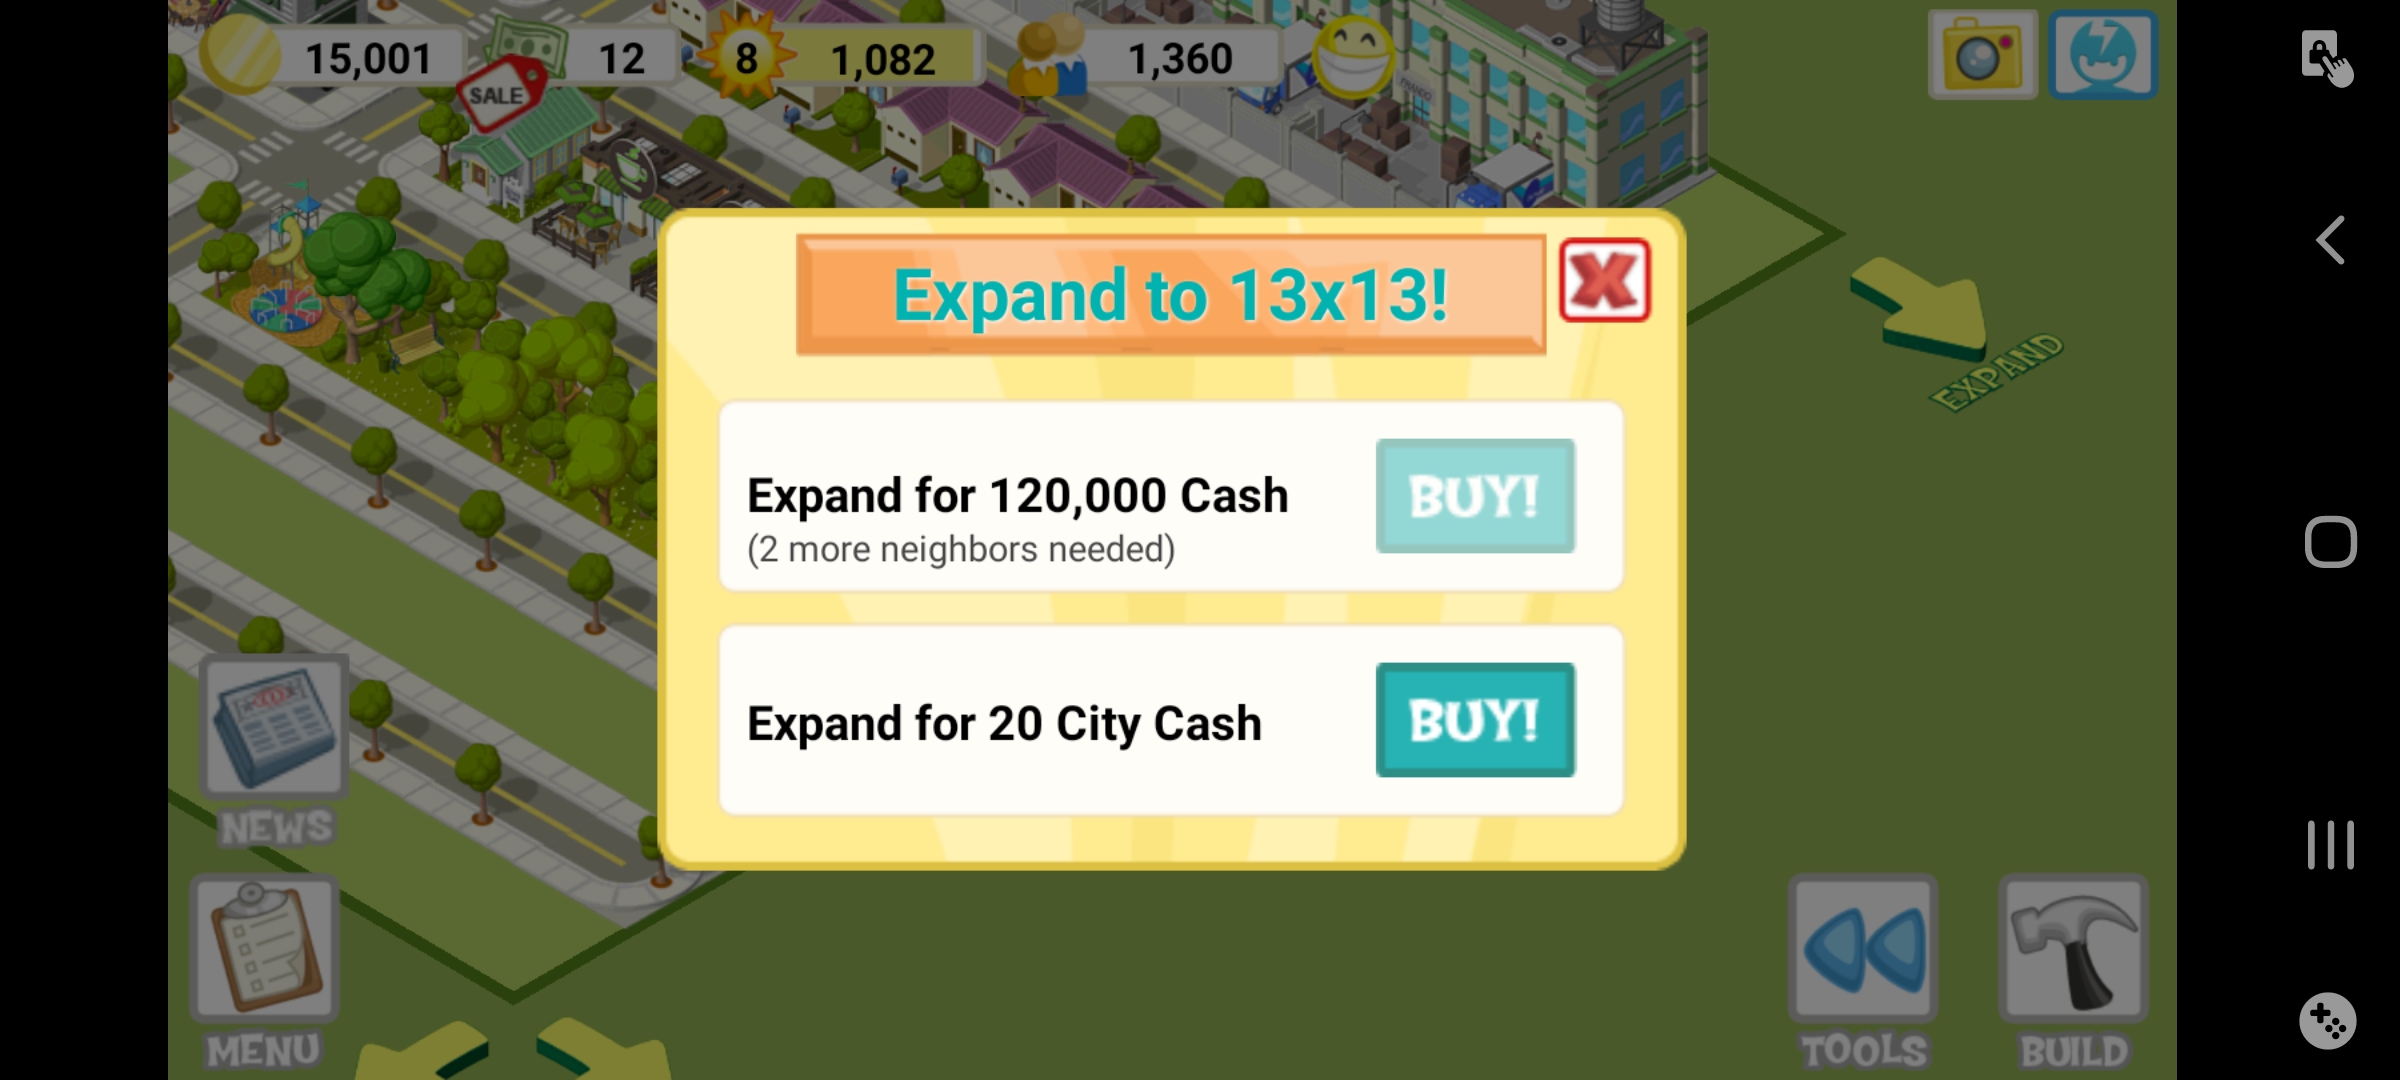 15,001
12
8
1,082
1,360
SALE
Expand to 13x13!
EXPAND
Expand for 120,000 Cash
BUY!
(2 more neighbors needed)
Expand for 20 City Cash
BUY!
NEWS
MENU
TOOLS
BUILD